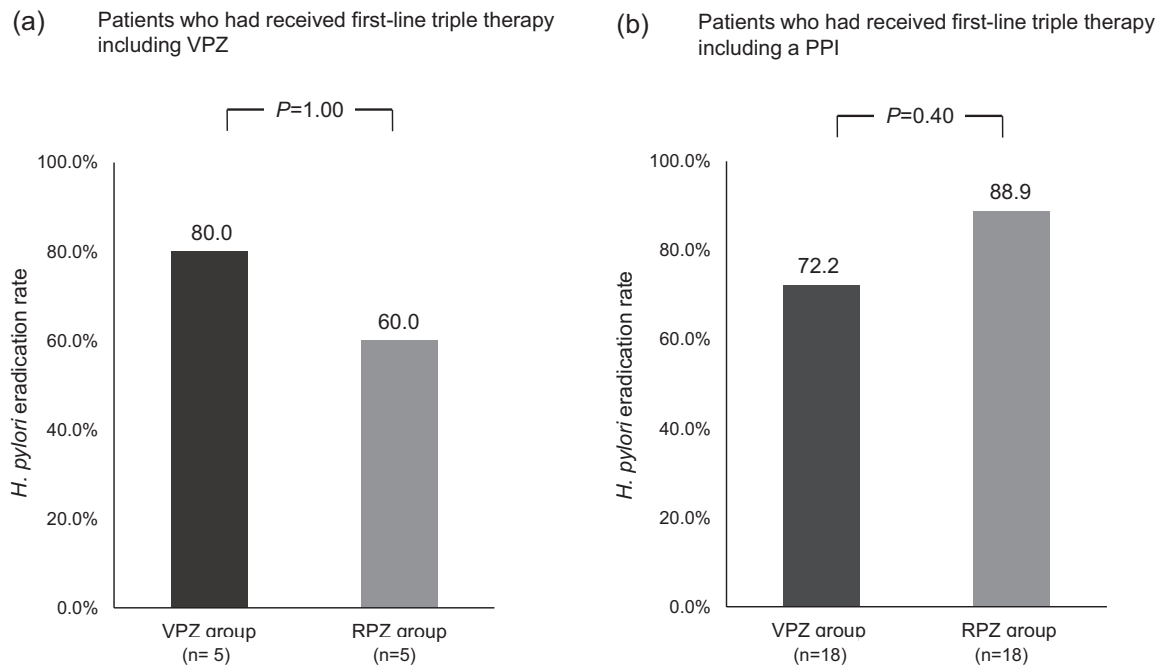 (a) Patients who had received first-line triple therapy
including VPZ
P=1.00
100.0%
80.0%
60.0%
40.0%
20.0%
0.0%
H. pylori eradication rate
80.0
60.0
VPZ group
(n= 5)
RPZ group
(n=5)
(b) Patients who had received first-line triple therapy
including a PPI
P=0.40
100.0%
80.0%
60.0%
40.0%
20.0%
0.0%
H. pylori eradication rate
72.2
88.9
VPZ group
(n=18)
RPZ group
(n=18)